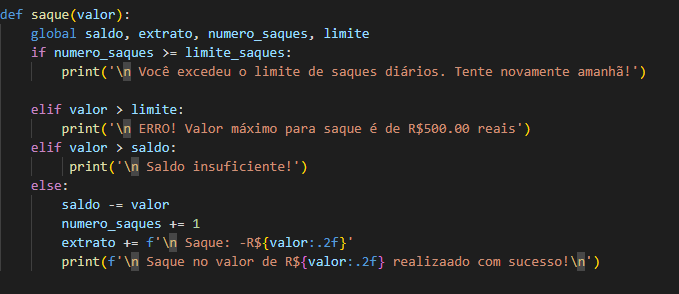 def saque(valor):
    global saldo, extrato, numero_saques, limite
    if numero_saques >= limite_saques:
        print('\n Você excedeu o limite de saques diários. Tente novamente amanhã!')
    elif valor > limite:
        print('\n ERRO! Valor máximo para saque é de R$500.00 reais')
    elif valor > saldo:
         print('\n Saldo insuficiente!')
    else:
        saldo -= valor
        numero_saques += 1
        extrato += f'\n Saque: -R${valor:.2f}'
        print(f'\n Saque no valor de R${valor:.2f} realizaado com sucesso!\n')